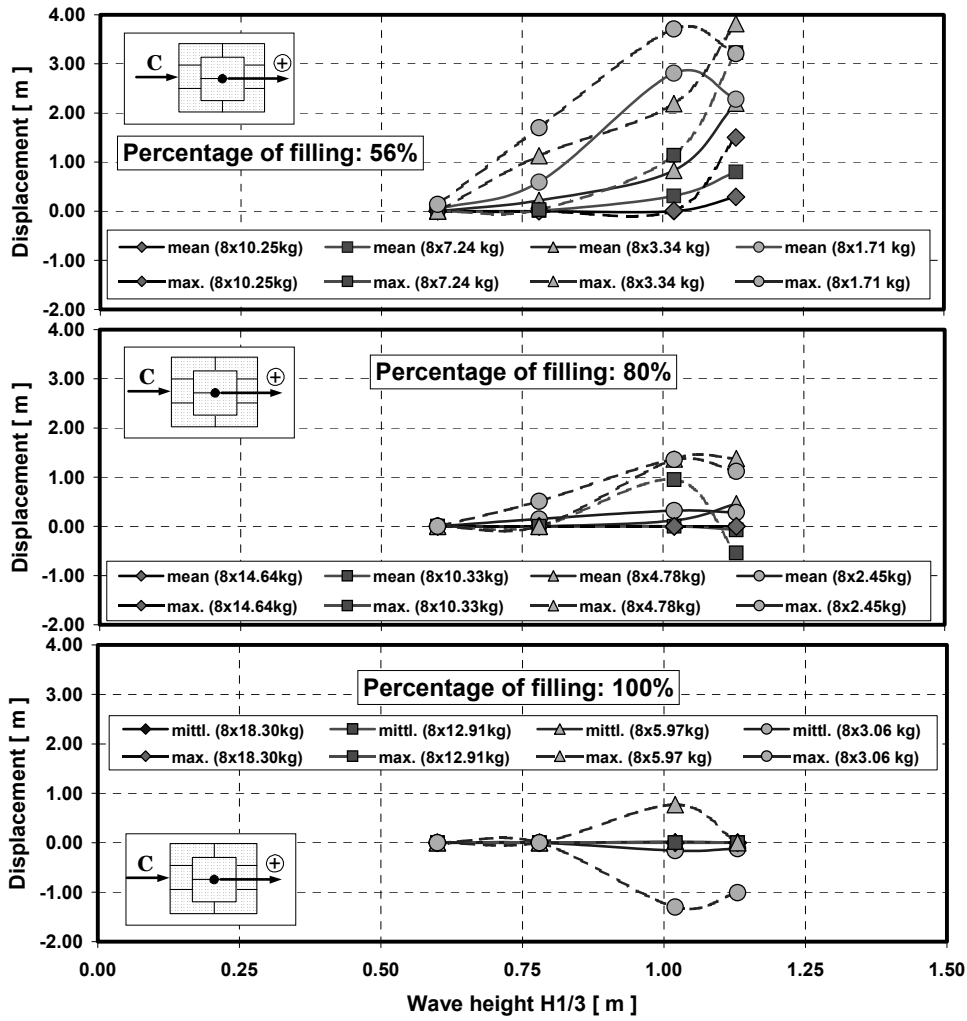 4.00
3.00
2.00
1.00
0.00
-1.00
-2.00
Displacement [ m ]
C
+
Percentage of filling: 56%
mean (8x10.25kg) mean (8x7.24 kg) mean (8x3.34 kg) mean (8x1.71 kg)
max. (8x10.25kg) max. (8x7.24 kg) max. (8x3.34 kg) max. (8x1.71 kg)
4.00
3.00
2.00
1.00
0.00
-1.00
-2.00
Displacement [ m ]
C
+
Percentage of filling: 80%
mean (8x14.64kg) mean (8x10.33kg) mean (8x4.78kg) mean (8x2.45kg)
max. (8x14.64kg) max. (8x10.33kg) max. (8x4.78kg) max. (8x2.45kg)
4.00
3.00
2.00
1.00
0.00
-1.00
-2.00
Displacement [ m ]
Percentage of filling: 100%
mittl. (8x18.30kg) mittl. (8x12.91kg) mittl. (8x5.97kg) mittl. (8x3.06 kg)
max. (8x18.30kg) max. (8x12.91kg) max. (8x5.97 kg) max. (8x3.06 kg)
C
+
0.00 0.25 0.50 0.75 1.00 1.25 1.50
Wave height H1/3 [ m ]